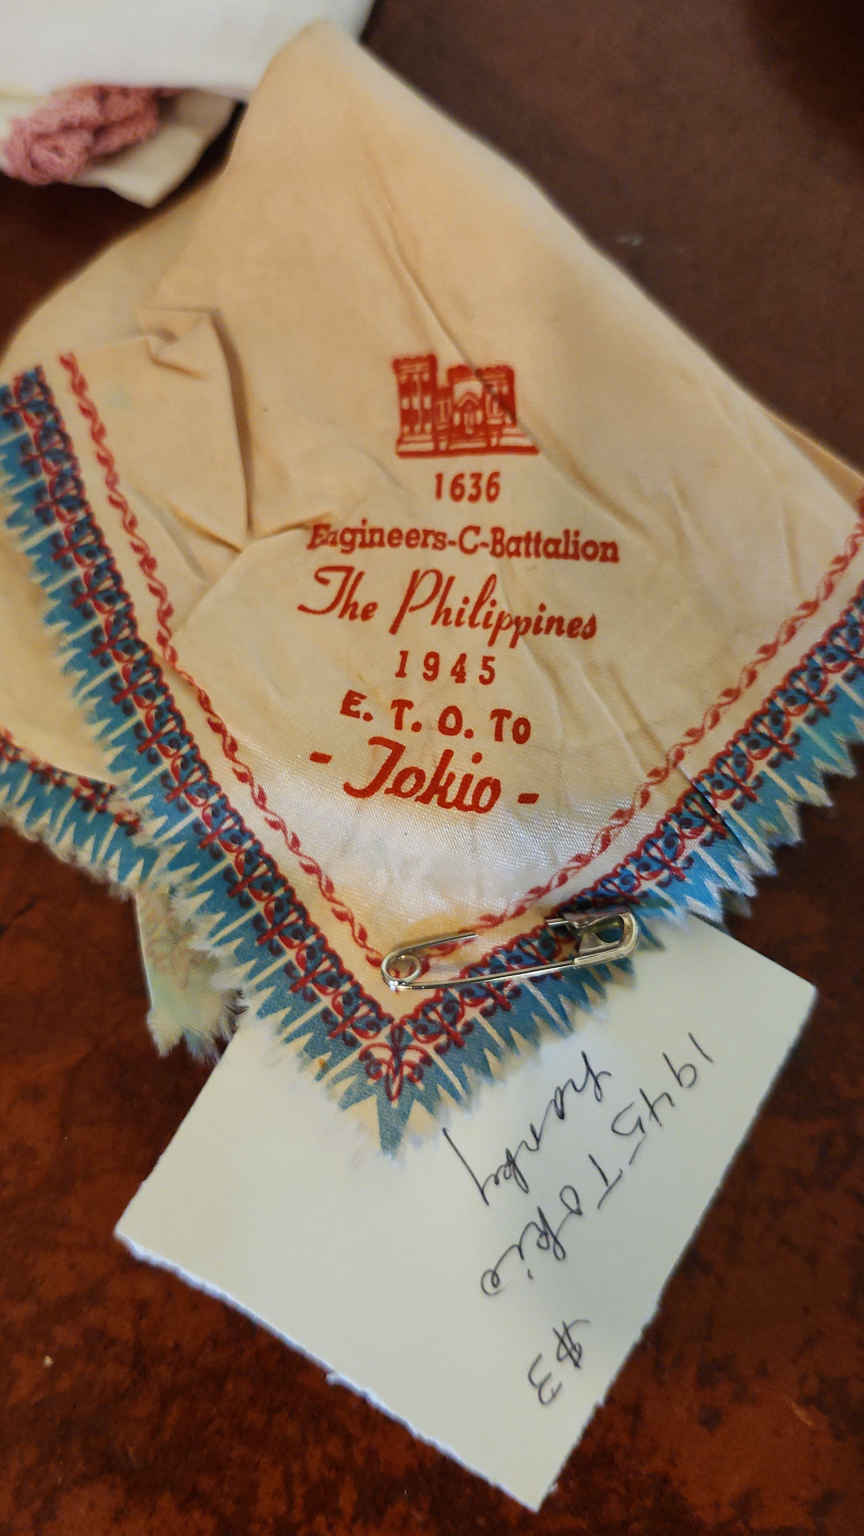 1636
Engineers-C-Battalion
The Philippines
1945
E. T. O. To
- Tokio -
1945 Tokio $3
hanky